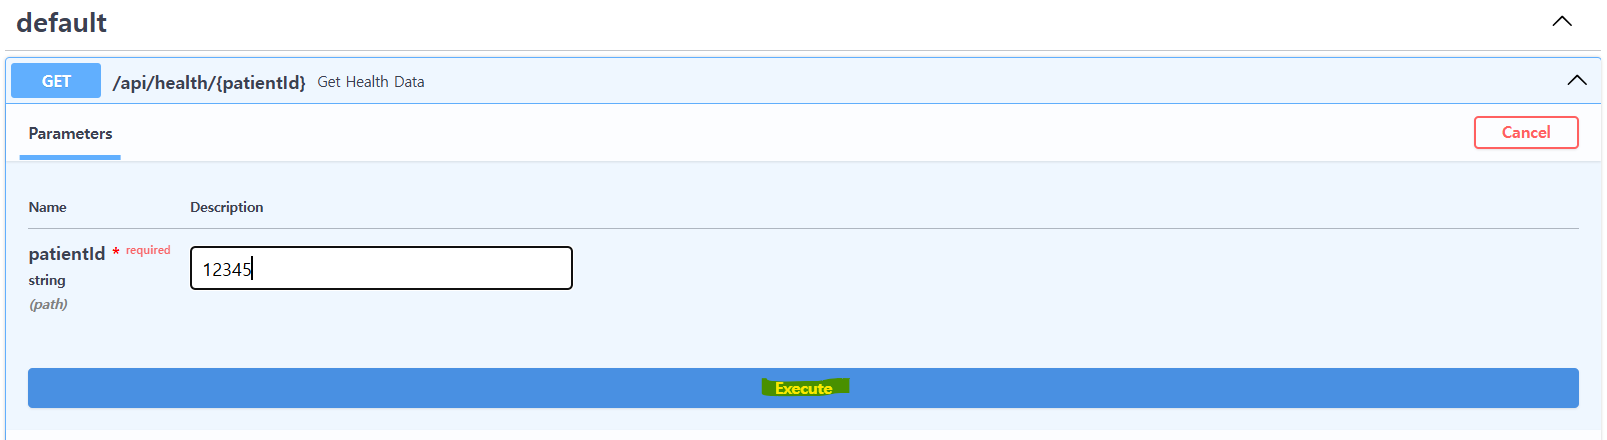 default
GET /api/health/{patientId} Get Health Data
Parameters
Cancel
Name Description
patientId * required
string
(path)
12345
Execute